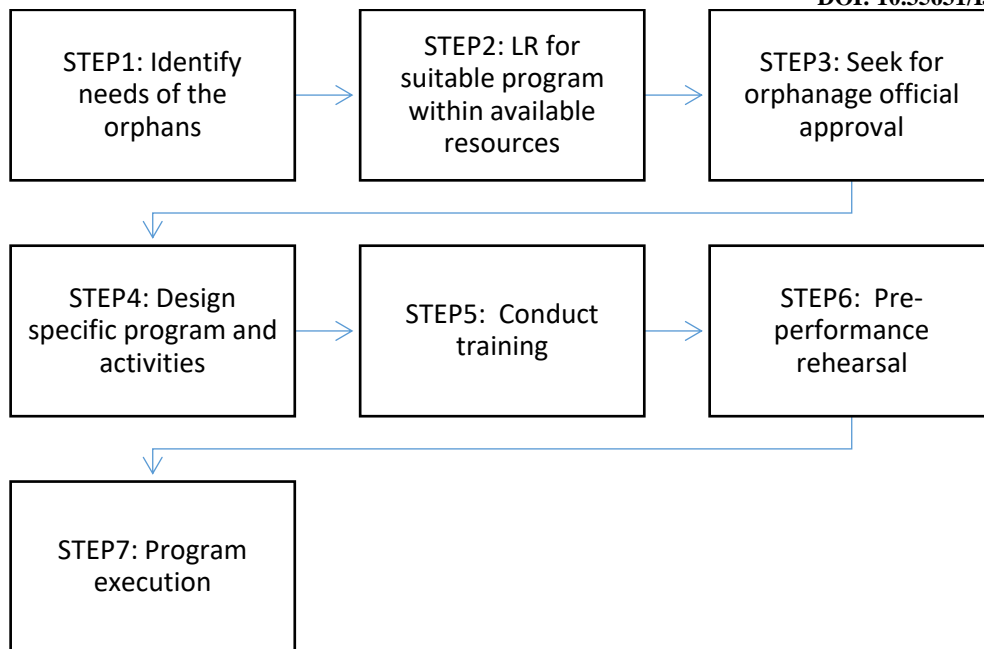 STEP1: Identify
needs of the
orphans
STEP2: LR for
suitable program
within available
resources
STEP3: Seek for
orphanage official
approval
STEP4: Design
specific program and
activities
STEP5:  Conduct
training
STEP6:  Pre-
performance
rehearsal
STEP7: Program
execution